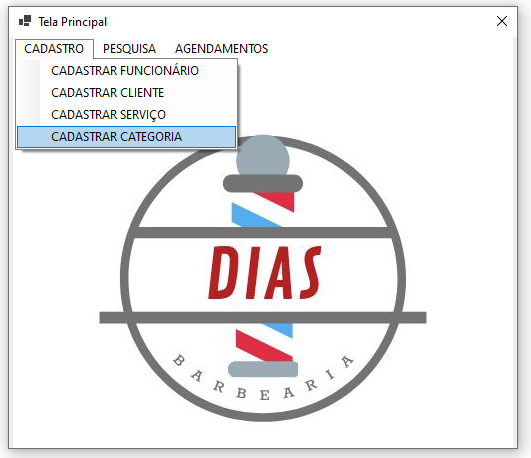 Tela Principal
CADASTRO PESQUISA AGENDAMENTOS
CADASTRAR FUNCIONÁRIO
CADASTRAR CLIENTE
CADASTRAR SERVIÇO
CADASTRAR CATEGORIA
DIAS
BARBEARIA